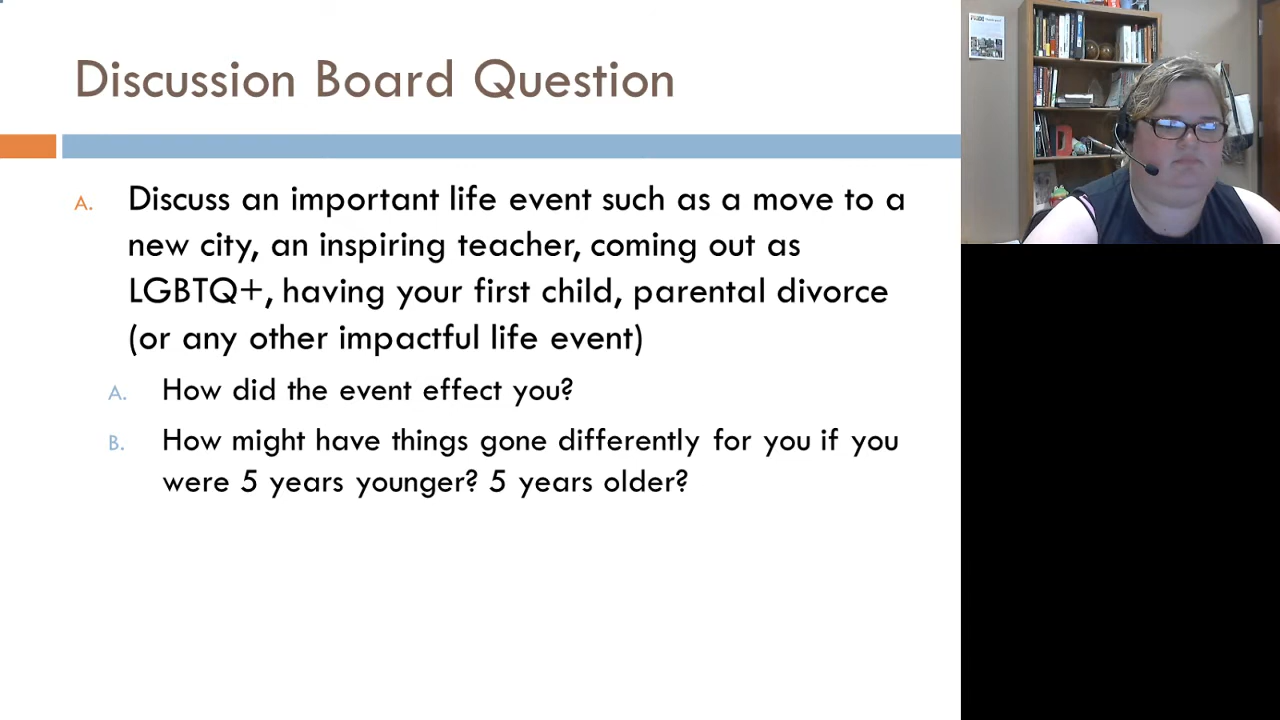 Discussion Board Question
A. Discuss an important life event such as a move to a
new city, an inspiring teacher, coming out as
LGBTQ+, having your first child, parental divorce
(or any other impactful life event)
A. How did the event effect you?
B. How might have things gone differently for you if you
were 5 years younger? 5 years older?